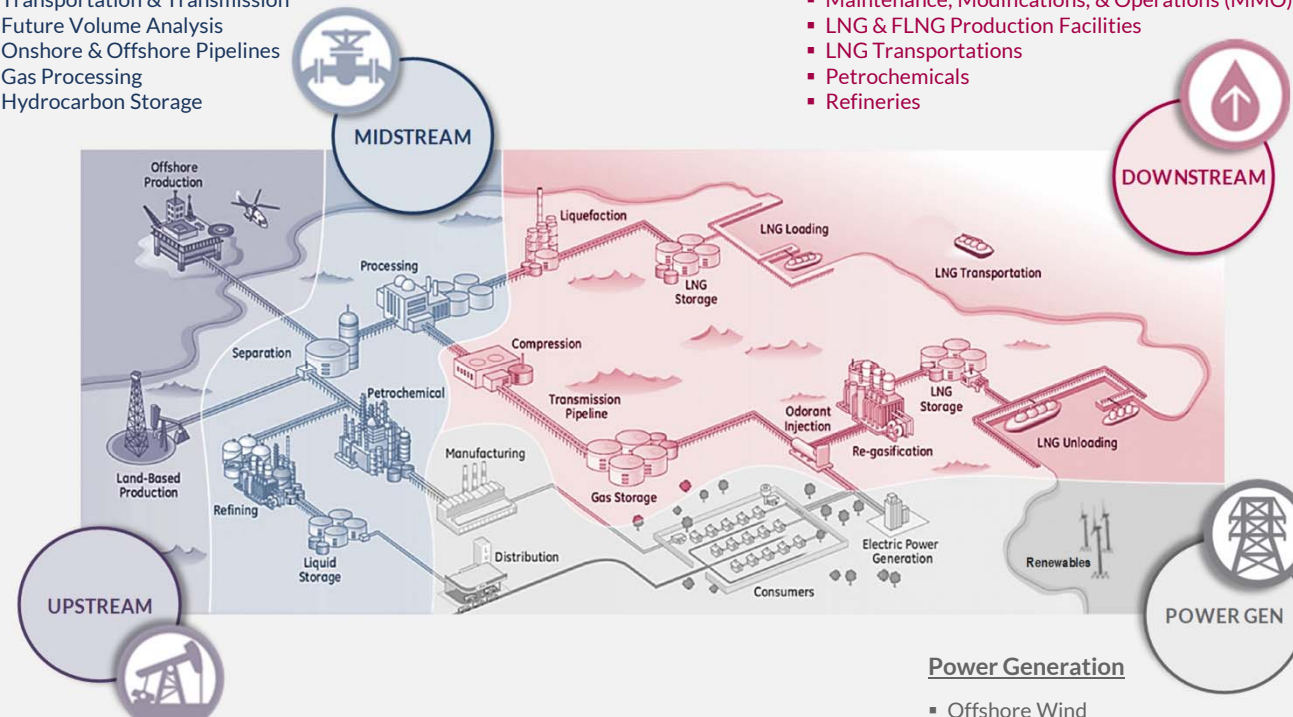 Transportation & Transmission
Future Volume Analysis
Onshore & Offshore Pipelines
Gas Processing
Hydrocarbon Storage
▪ Maintenance, Modifications, & Operations (MMO)
▪ LNG & FLNG Production Facilities
▪ LNG Transportations
▪ Petrochemicals
▪ Refineries
MIDSTREAM
DOWNSTREAM
Offshore
Production
Liquefaction
LNG Loading
Processing
LNG
Storage
LNG Transportation
Separation
Compression
Petrochemical
Transmission
Pipeline
Odorant
Injection
LNG
Storage
Re-gasification
LNG Unloading
Land-Based
Production
Manufacturing
Refining
Gas Storage
Liquid
Storage
Distribution
Electric Power
Generation
Renewables
Consumers
UPSTREAM
POWER GEN
Power Generation
▪ Offshore Wind